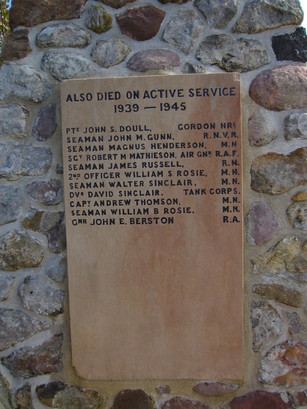 ALSO DIED ON ACTIVE SERVICE
1939 — 1945
PTE JOHN S. DOULL, GORDON HRS
SEAMAN JOHN M. GUNN, R.N.V.R.
SEAMAN MAGNUS HENDERSON, M.N.
SGT ROBERT M. MATHIESON, AIR GNR R.A.F.
SEAMAN JAMES RUSSELL, R.N.
2ND OFFICER WILLIAM S ROSIE, M.N.
SEAMAN WALTER SINCLAIR, M.N.
DVR DAVID SINCLAIR. TANK CORPS.
CAPT ANDREW THOMSON, M.N.
SEAMAN WILLIAM B ROSIE. M.N.
GNR JOHN E. BERSTON R.A.